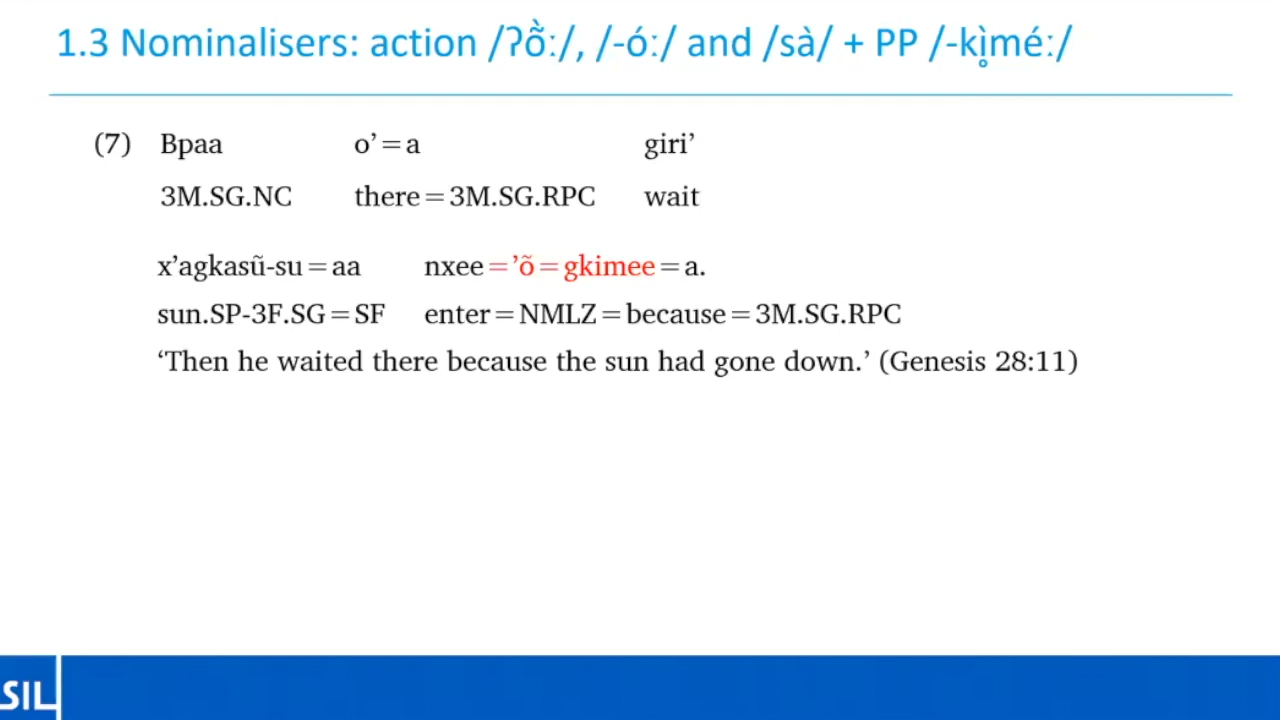 1.3 Nominalisers: action /ʔõ̀ː/, /-óː/ and /sà/ + PP /-kì̥méː/
(7) Bpaa o’=a giri’
3M.SG.NC there=3M.SG.RPC wait
x’agkasũ-su=aa nxee=’õ=gkimee=a.
sun.SP-3F.SG=SF enter=NMLZ=because=3M.SG.RPC
‘Then he waited there because the sun had gone down.’ (Genesis 28:11)
SIL